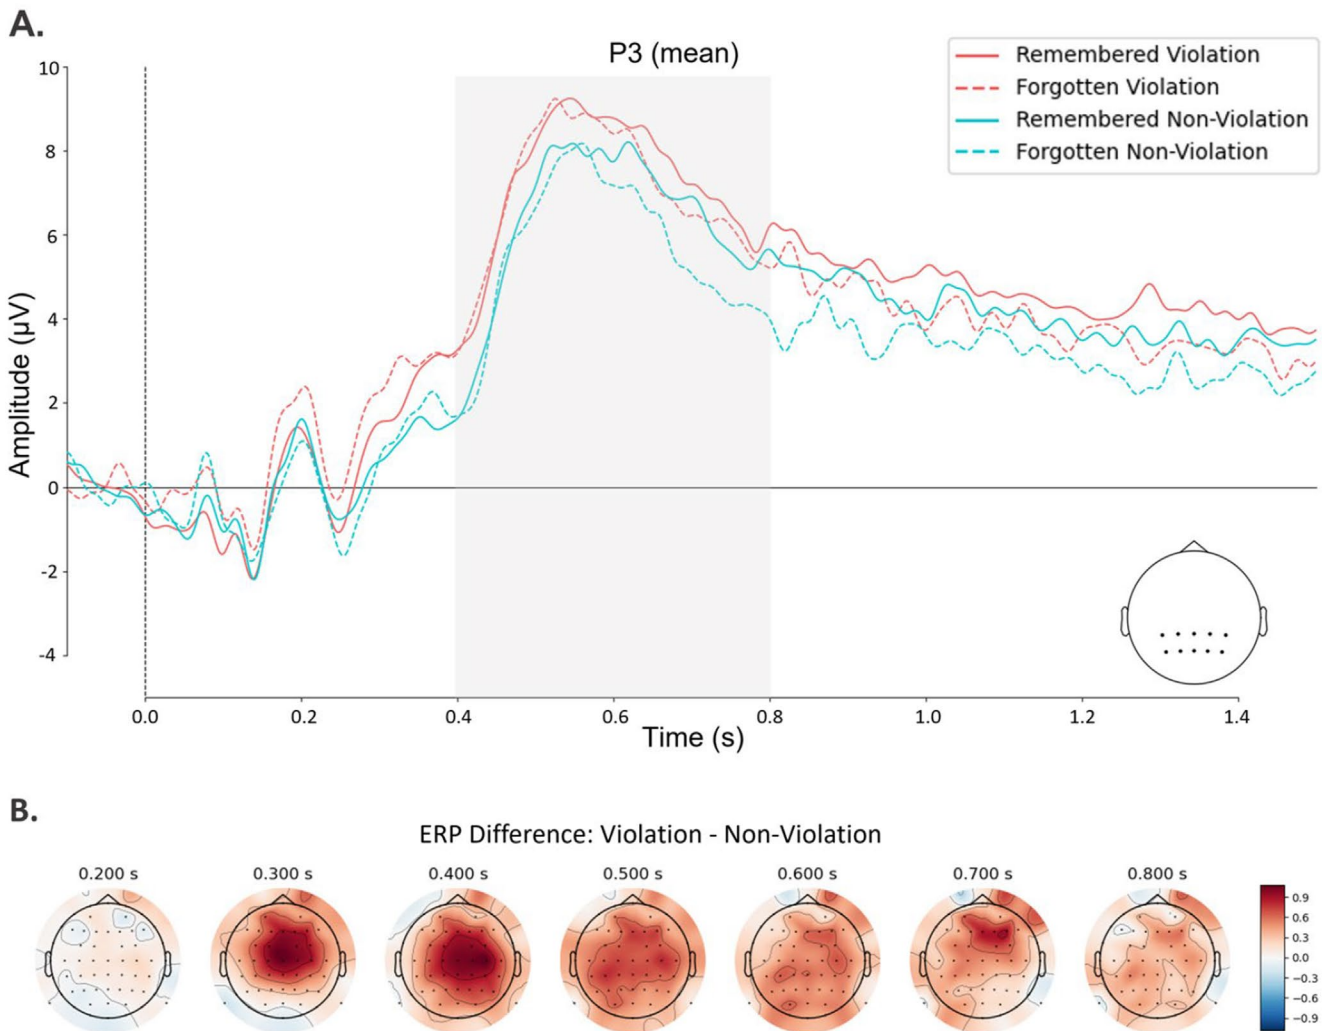 A.
P3 (mean)
Remembered Violation
Forgotten Violation
Remembered Non-Violation
Forgotten Non-Violation
10
8
6
4
2
0
-2
-4
Amplitude (μV)
0.0 0.2 0.4 0.6 0.8 1.0 1.2 1.4
Time (s)
B.
ERP Difference: Violation - Non-Violation
0.200 s 0.300 s 0.400 s 0.500 s 0.600 s 0.700 s 0.800 s
0.9
0.6
0.3
0.0
−0.3
−0.6
−0.9